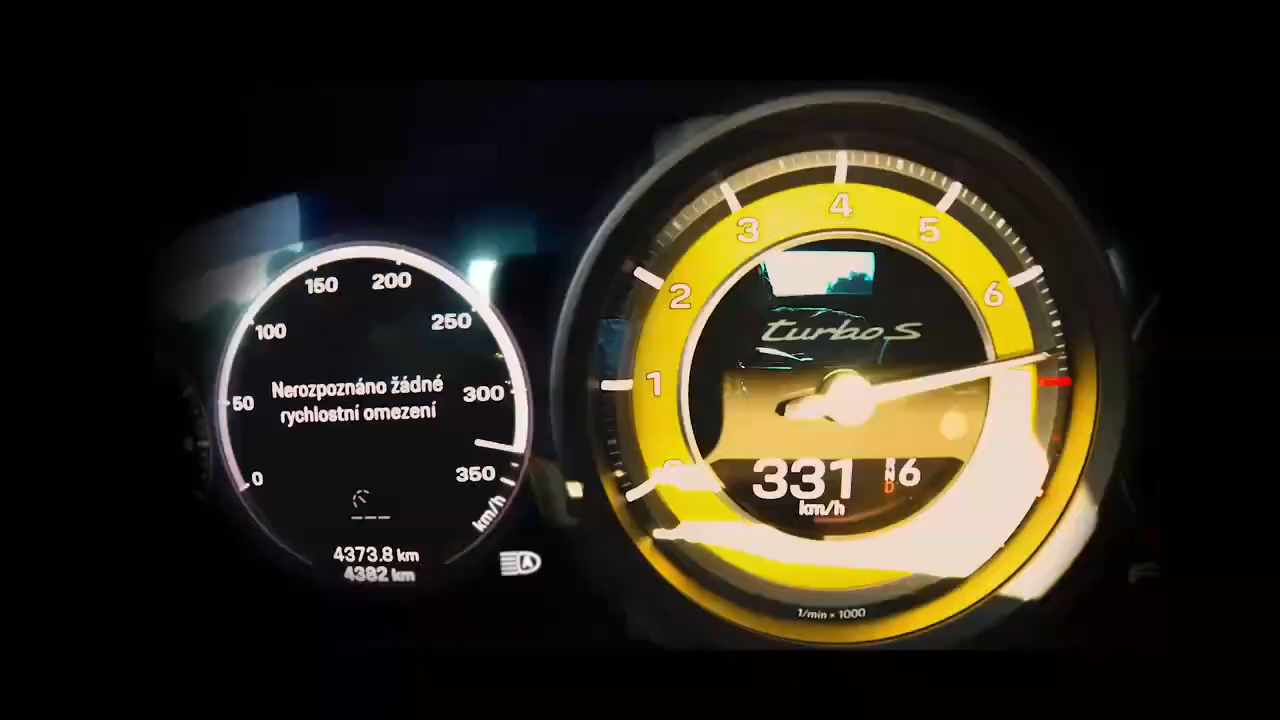 150 200
100 250
50 300
0 350
Nerozpoznáno žádné
rychlostní omezení
km/h
4373.8 km
4382 km
A
1 2 3 4 5 6
turbo S
331
km/h
R
N
D
6
1/min × 1000